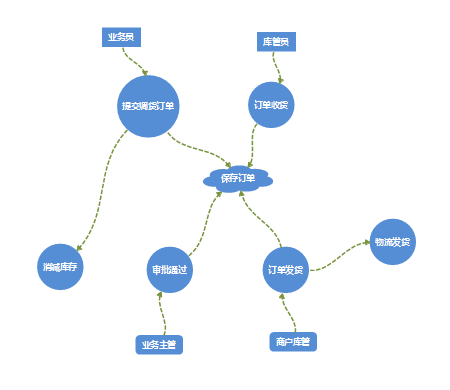 业务员
库管员
提交调货订单
订单收货
保存订单
物流发货
消减库存
审批通过
订单发货
业务主管
商户库管